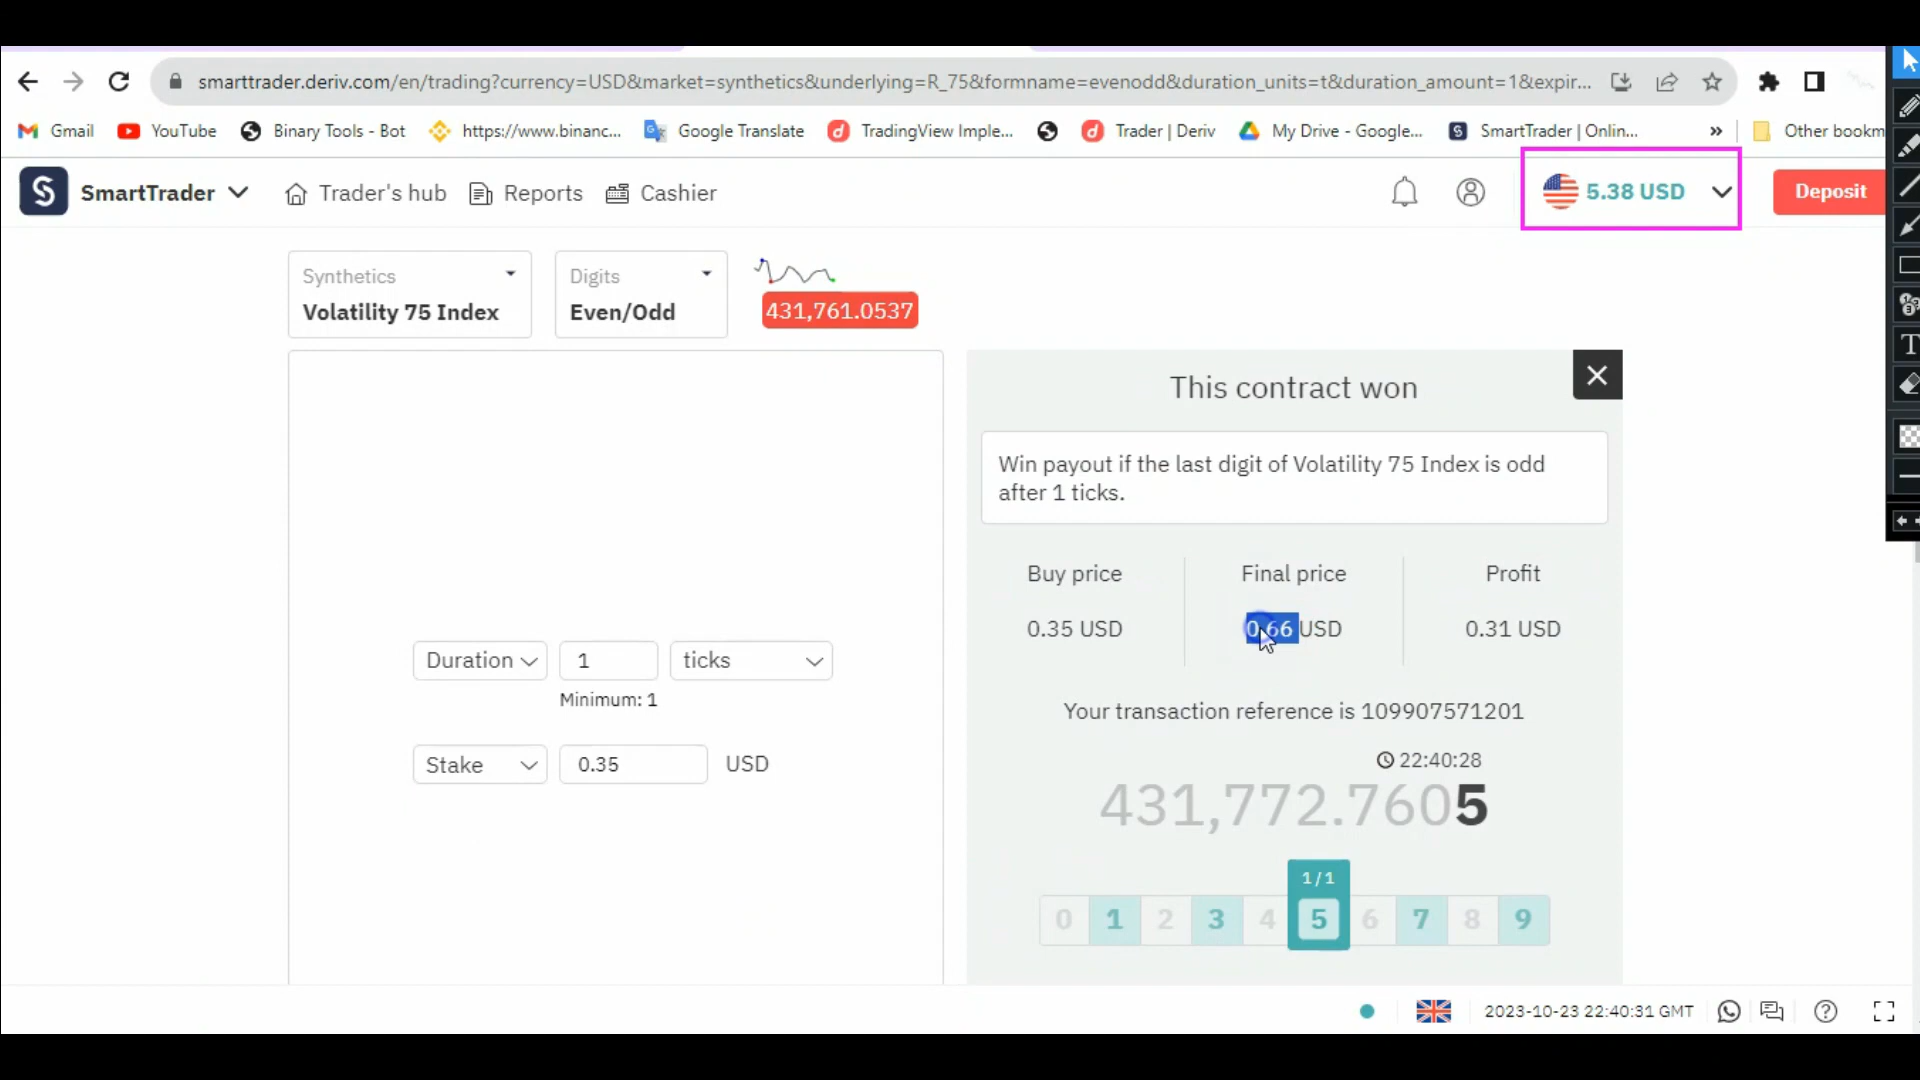 smarttrader.deriv.com/en/trading?currency=USD&market=synthetics&underlying=R_75&formname=evenodd&duration_units=t&duration_amount=1&expir...
Gmail YouTube Binary Tools - Bot https://www.binanc... Google Translate TradingView Imple... Trader | Deriv My Drive - Google... SmartTrader | Onlin... » Other bookm
SmartTrader Trader's hub Reports Cashier 5.38 USD Deposit
Synthetics
Volatility 75 Index
Digits
Even/Odd
431,761.0537
Duration 1 ticks
Minimum: 1
Stake 0.35 USD
This contract won
Win payout if the last digit of Volatility 75 Index is odd
after 1 ticks.
Buy price Final price Profit
0.35 USD 0.66 USD 0.31 USD
Your transaction reference is 109907571201
22:40:28
431,772.7605
1/1
0 1 2 3 4 5 6 7 8 9
2023-10-23 22:40:31 GMT